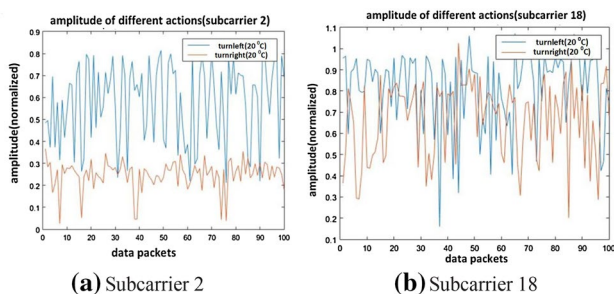 amplitude of different actions(subcarrier 2)
turnleft(20 °C)
turnright(20 °C)
amplitude(normalized)
0.9
0.8
0.7
0.6
0.5
0.4
0.3
0.2
0.1
0
0 10 20 30 40 50 60 70 80 90 100
data packets
(a) Subcarrier 2
amplitude of different actions(subcarrier 18)
turnleft(20 °C)
turnright(20 °C)
amplitude(normalized)
1.1
1
0.9
0.8
0.7
0.6
0.5
0.4
0.3
0.2
0.1
0 10 20 30 40 50 60 70 80 90 100
data packets
(b) Subcarrier 18